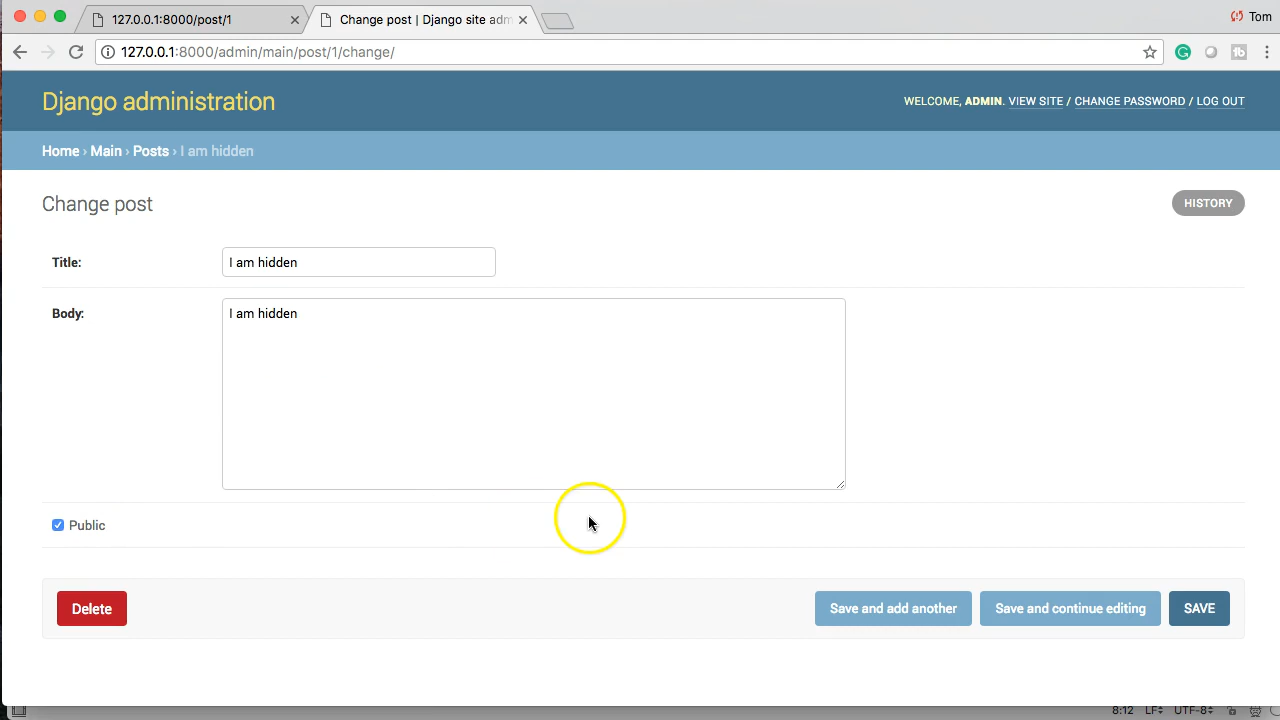 127.0.0.1:8000/post/1
Change post | Django site adm
Tom
127.0.0.1:8000/admin/main/post/1/change/
Django administration
WELCOME, ADMIN. VIEW SITE / CHANGE PASSWORD / LOG OUT
Home › Main › Posts › I am hidden
Change post
HISTORY
Title:
I am hidden
Body:
I am hidden
Public
Delete
Save and add another
Save and continue editing
SAVE
8:12 LF UTF-8